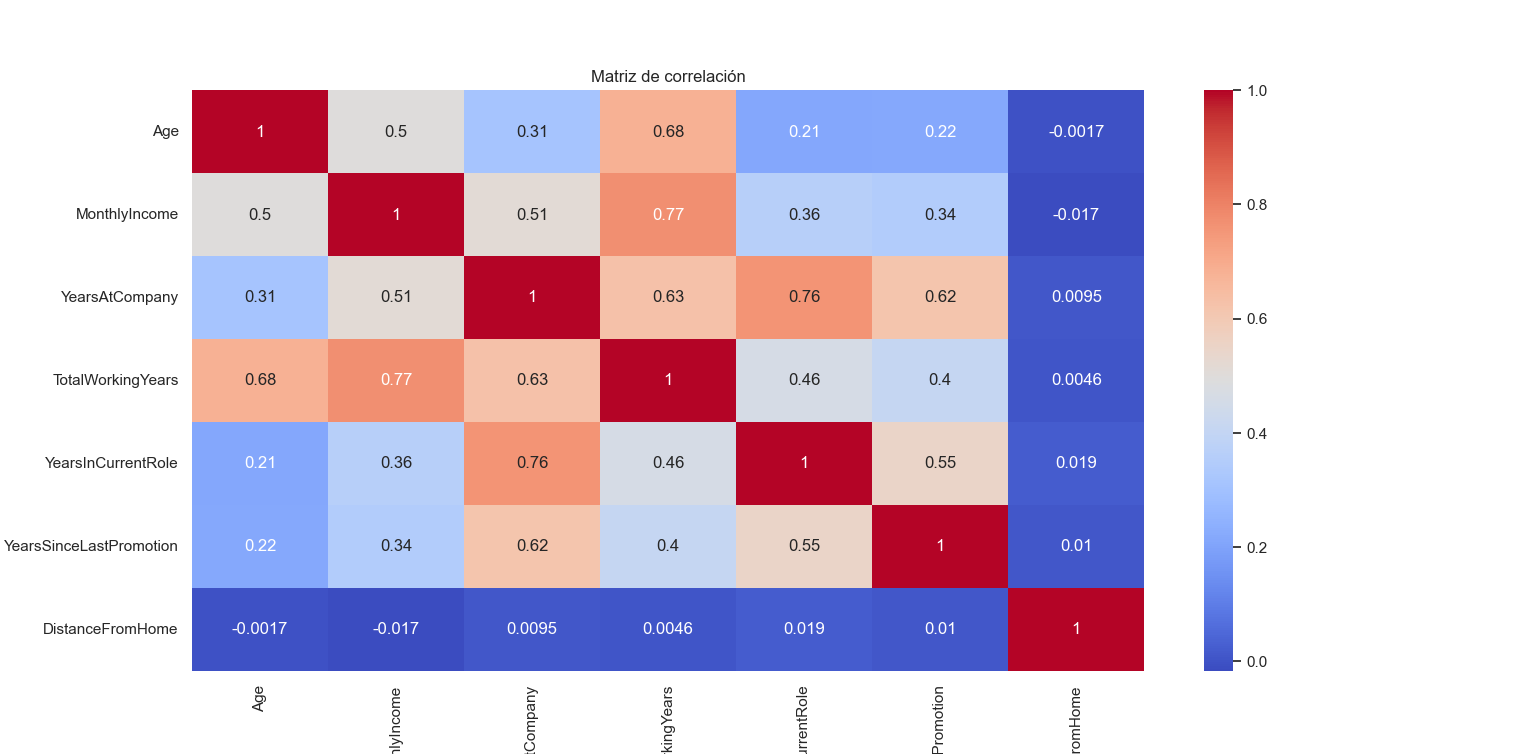 Matriz de correlación
Age 1 0.5 0.31 0.68 0.21 0.22 -0.0017
MonthlyIncome 0.5 1 0.51 0.77 0.36 0.34 -0.017
YearsAtCompany 0.31 0.51 1 0.63 0.76 0.62 0.0095
TotalWorkingYears 0.68 0.77 0.63 1 0.46 0.4 0.0046
YearsInCurrentRole 0.21 0.36 0.76 0.46 1 0.55 0.019
YearsSinceLastPromotion 0.22 0.34 0.62 0.4 0.55 1 0.01
DistanceFromHome -0.0017 -0.017 0.0095 0.0046 0.019 0.01 1
Age
hlyIncome
tCompany
rkingYears
urrentRole
Promotion
romHome
1.0
0.8
0.6
0.4
0.2
0.0